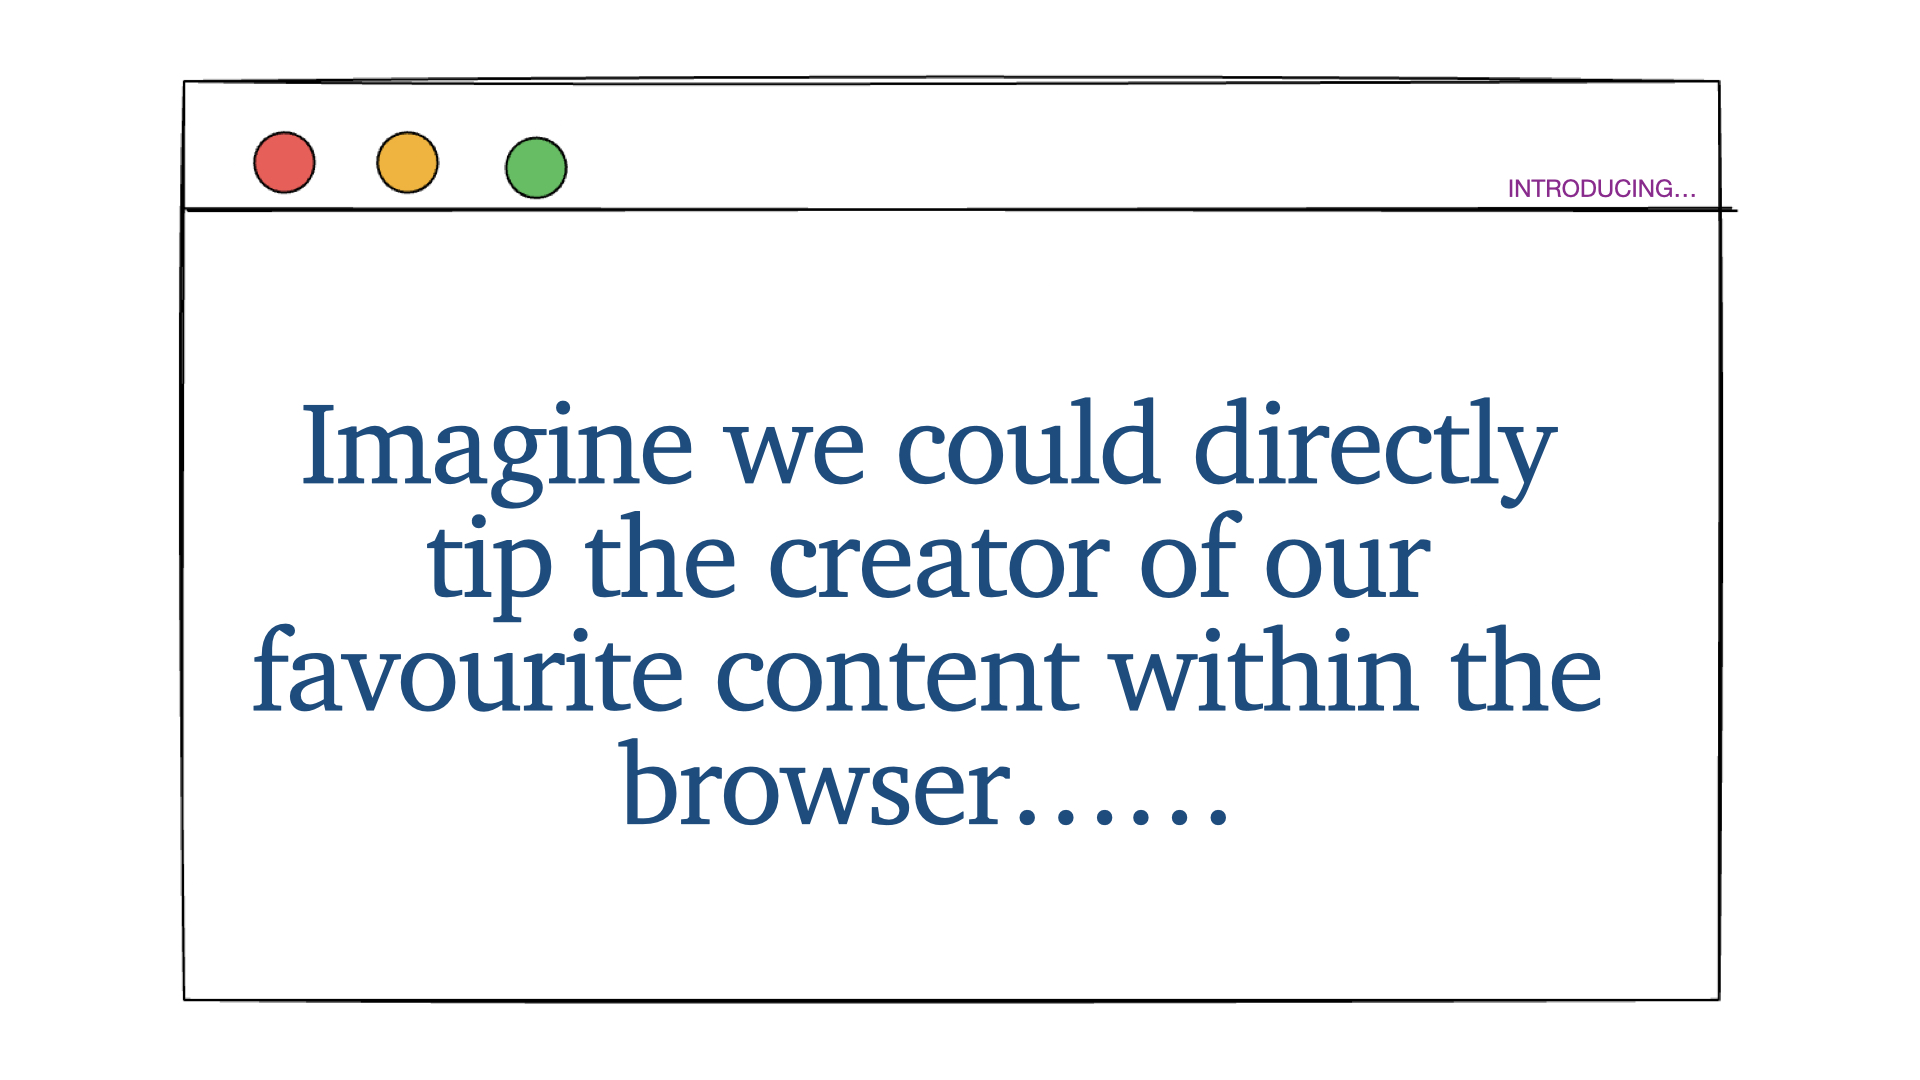 INTRODUCING...
Imagine we could directly
tip the creator of our
favourite content within the
browser......